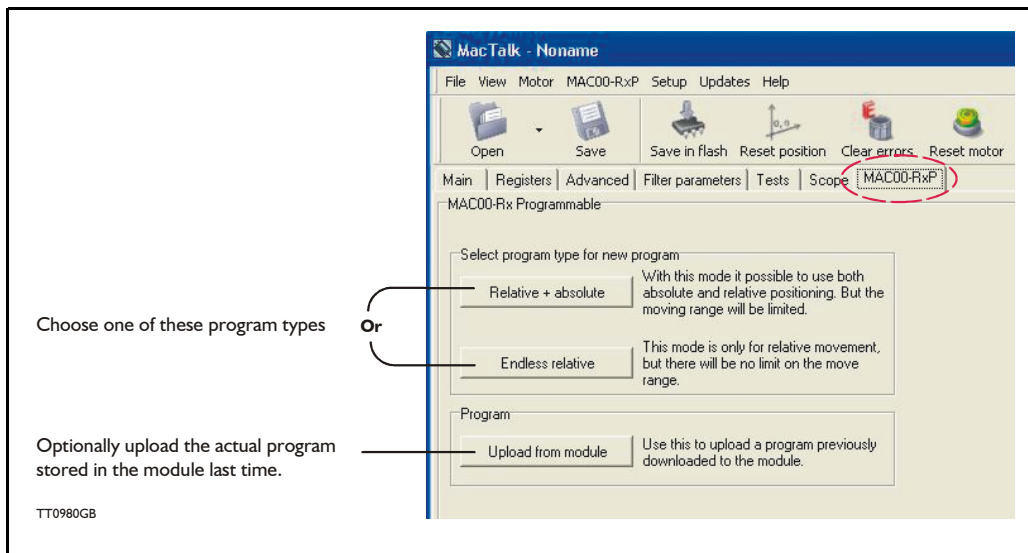 MacTalk - Noname
File View Motor MAC00-RxP Setup Updates Help
Open Save Save in flash Reset position Clear errors Reset motor
Main Registers Advanced Filter parameters Tests Scope MAC00-RxP
MAC00-Rx Programmable
Select program type for new program
Relative + absolute
With this mode it possible to use both
absolute and relative positioning. But the
moving range will be limited.
Choose one of these program types
Or
Endless relative
This mode is only for relative movement,
but there will be no limit on the move
range.
Program
Optionally upload the actual program
stored in the module last time.
Upload from module
Use this to upload a program previously
downloaded to the module.
TT0980GB